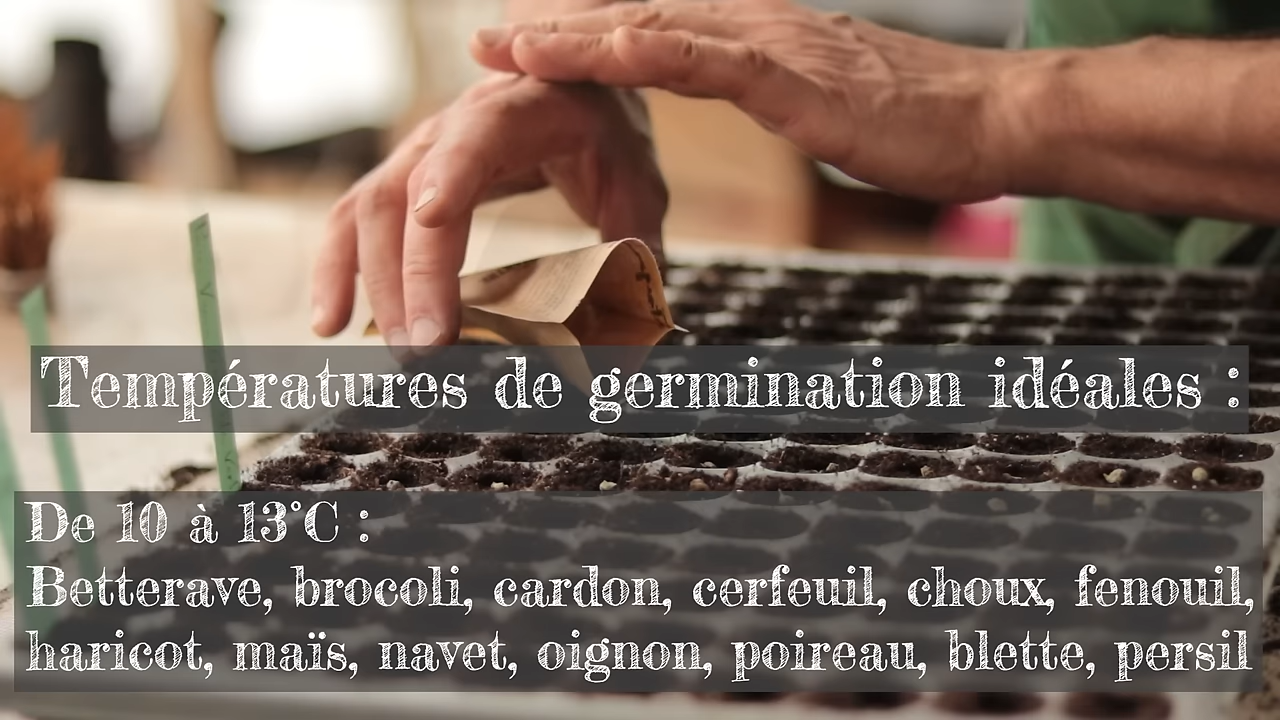 Températures de germination idéales :
De 10 à 13°C :
Betterave, brocoli, cardon, cerfeuil, choux, fenouil,
haricot, maïs, navet, oignon, poireau, blette, persil